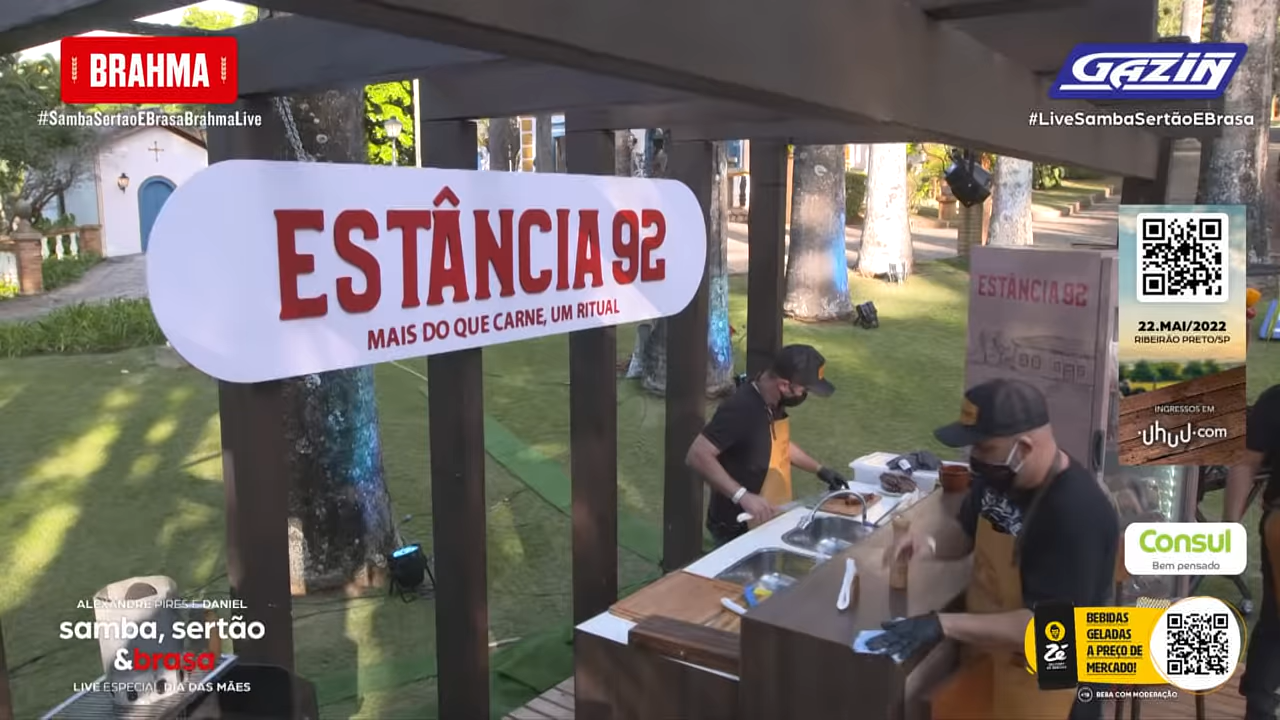 BRAHMA
#SambaSertaoEBrasaBrahmaLive
GAZIN
#LiveSambaSertãoEBrasa
ESTÂNCIA 92
MAIS DO QUE CARNE, UM RITUAL
ESTÂNCIA 92
22.MAI/2022
RIBEIRÃO PRETO/SP
INGRESSOS EM
uhuu.com
Consul
Bem pensado
ALEXANDRE PIRES E DANIEL
samba, sertão
&brasa
LIVE ESPECIAL DIA DAS MÃES
Zé
BEBIDAS
GELADAS
A PREÇO DE
MERCADO!
BEBA COM MODERAÇÃO